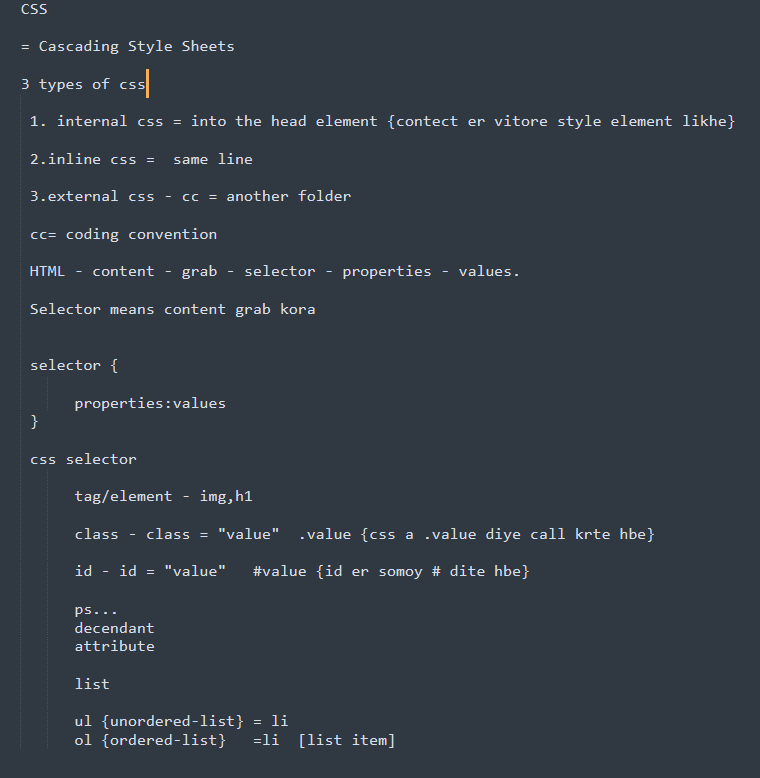 CSS
= Cascading Style Sheets
3 types of css
1. internal css = into the head element {contect er vitore style element likhe}
2.inline css =  same line
3.external css - cc = another folder
cc= coding convention
HTML - content - grab - selector - properties - values.
Selector means content grab kora
selector {
properties:values
}
css selector
tag/element - img,h1
class - class = "value"  .value {css a .value diye call krte hbe}
id - id = "value"   #value {id er somoy # dite hbe}
ps...
decendant
attribute
list
ul {unordered-list} = li
ol {ordered-list}   =li  [list item]